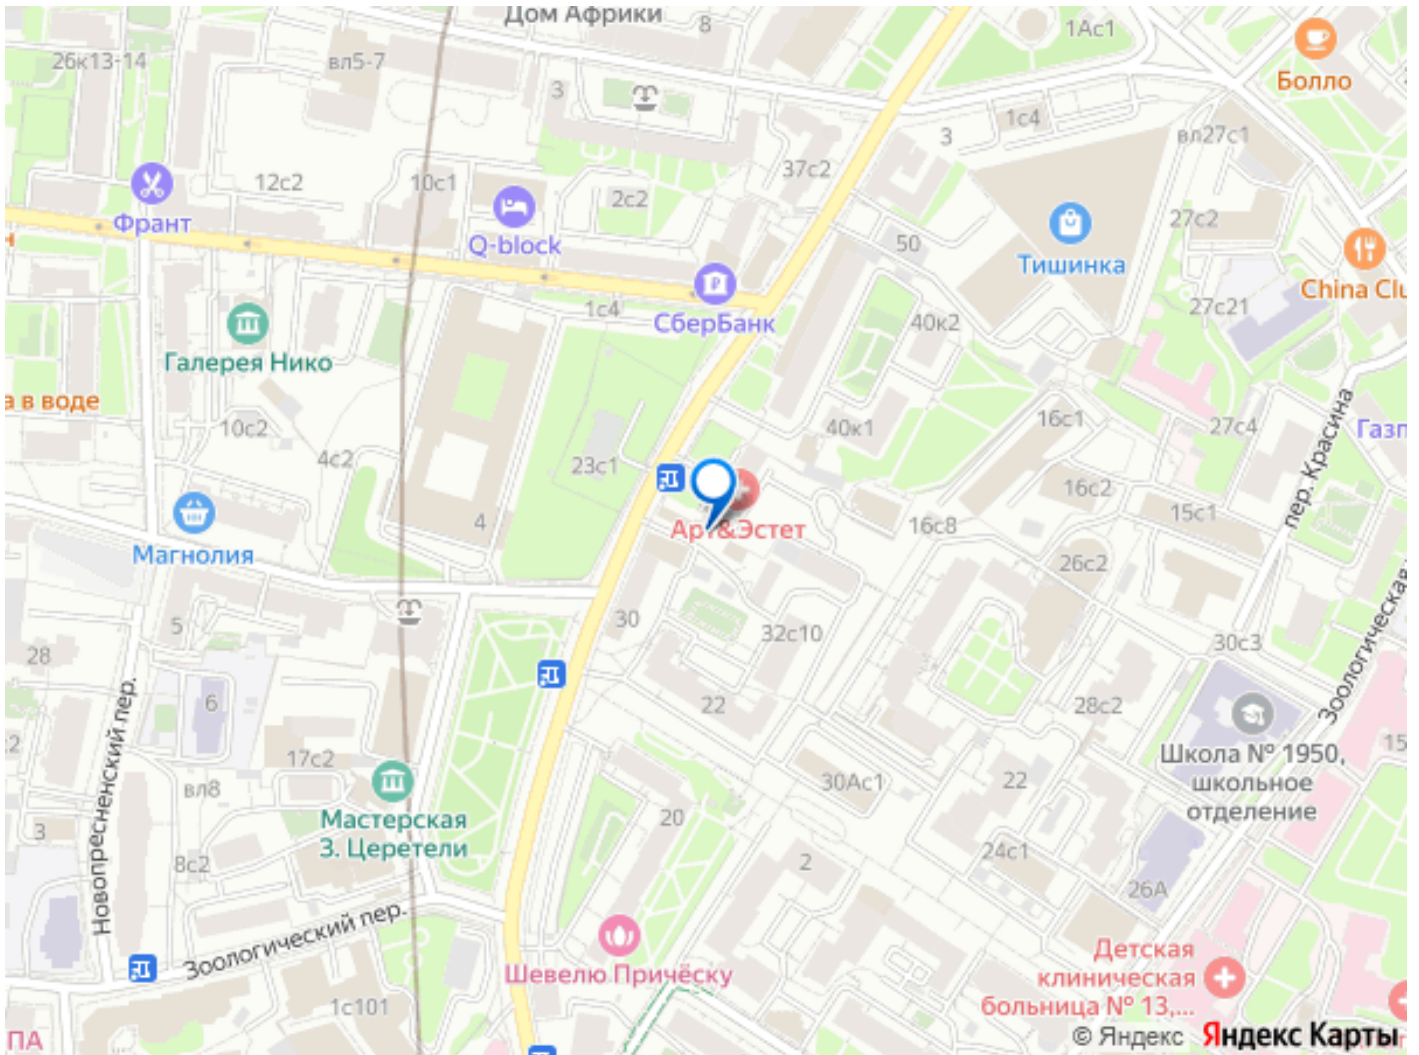 Дом Африки
8
1Ас1
26к13-14
вл5-7
Болло
3
1с4
3
вл27с1
37с2
12с2
10с1
2с2
Франт
27с2
Q-block
50
Тишинка
China Clu
1с4
СберБанк
40к2
27с21
Галерея Нико
а в воде
10с2
16с1
40к1
27с4
Газп
пер. Красина
4с2
23с1
16с2
4
15с1
16с8
Арт&Эстет
Магнолия
26с2
Зоологическая
5
30
32с10
30с3
28
6
22
28с2
Новопресненский пер.
17с2
15
Школа № 1950,
школьное
отделение
вл8
30Ас1
22
Мастерская
З. Церетели
20
3
8с2
2
24с1
26А
Зоологический пер.
Шевелю Причёску
Детская
клиническая
больница № 13,...
1с101
ПА
© Яндекс Яндекс Карты